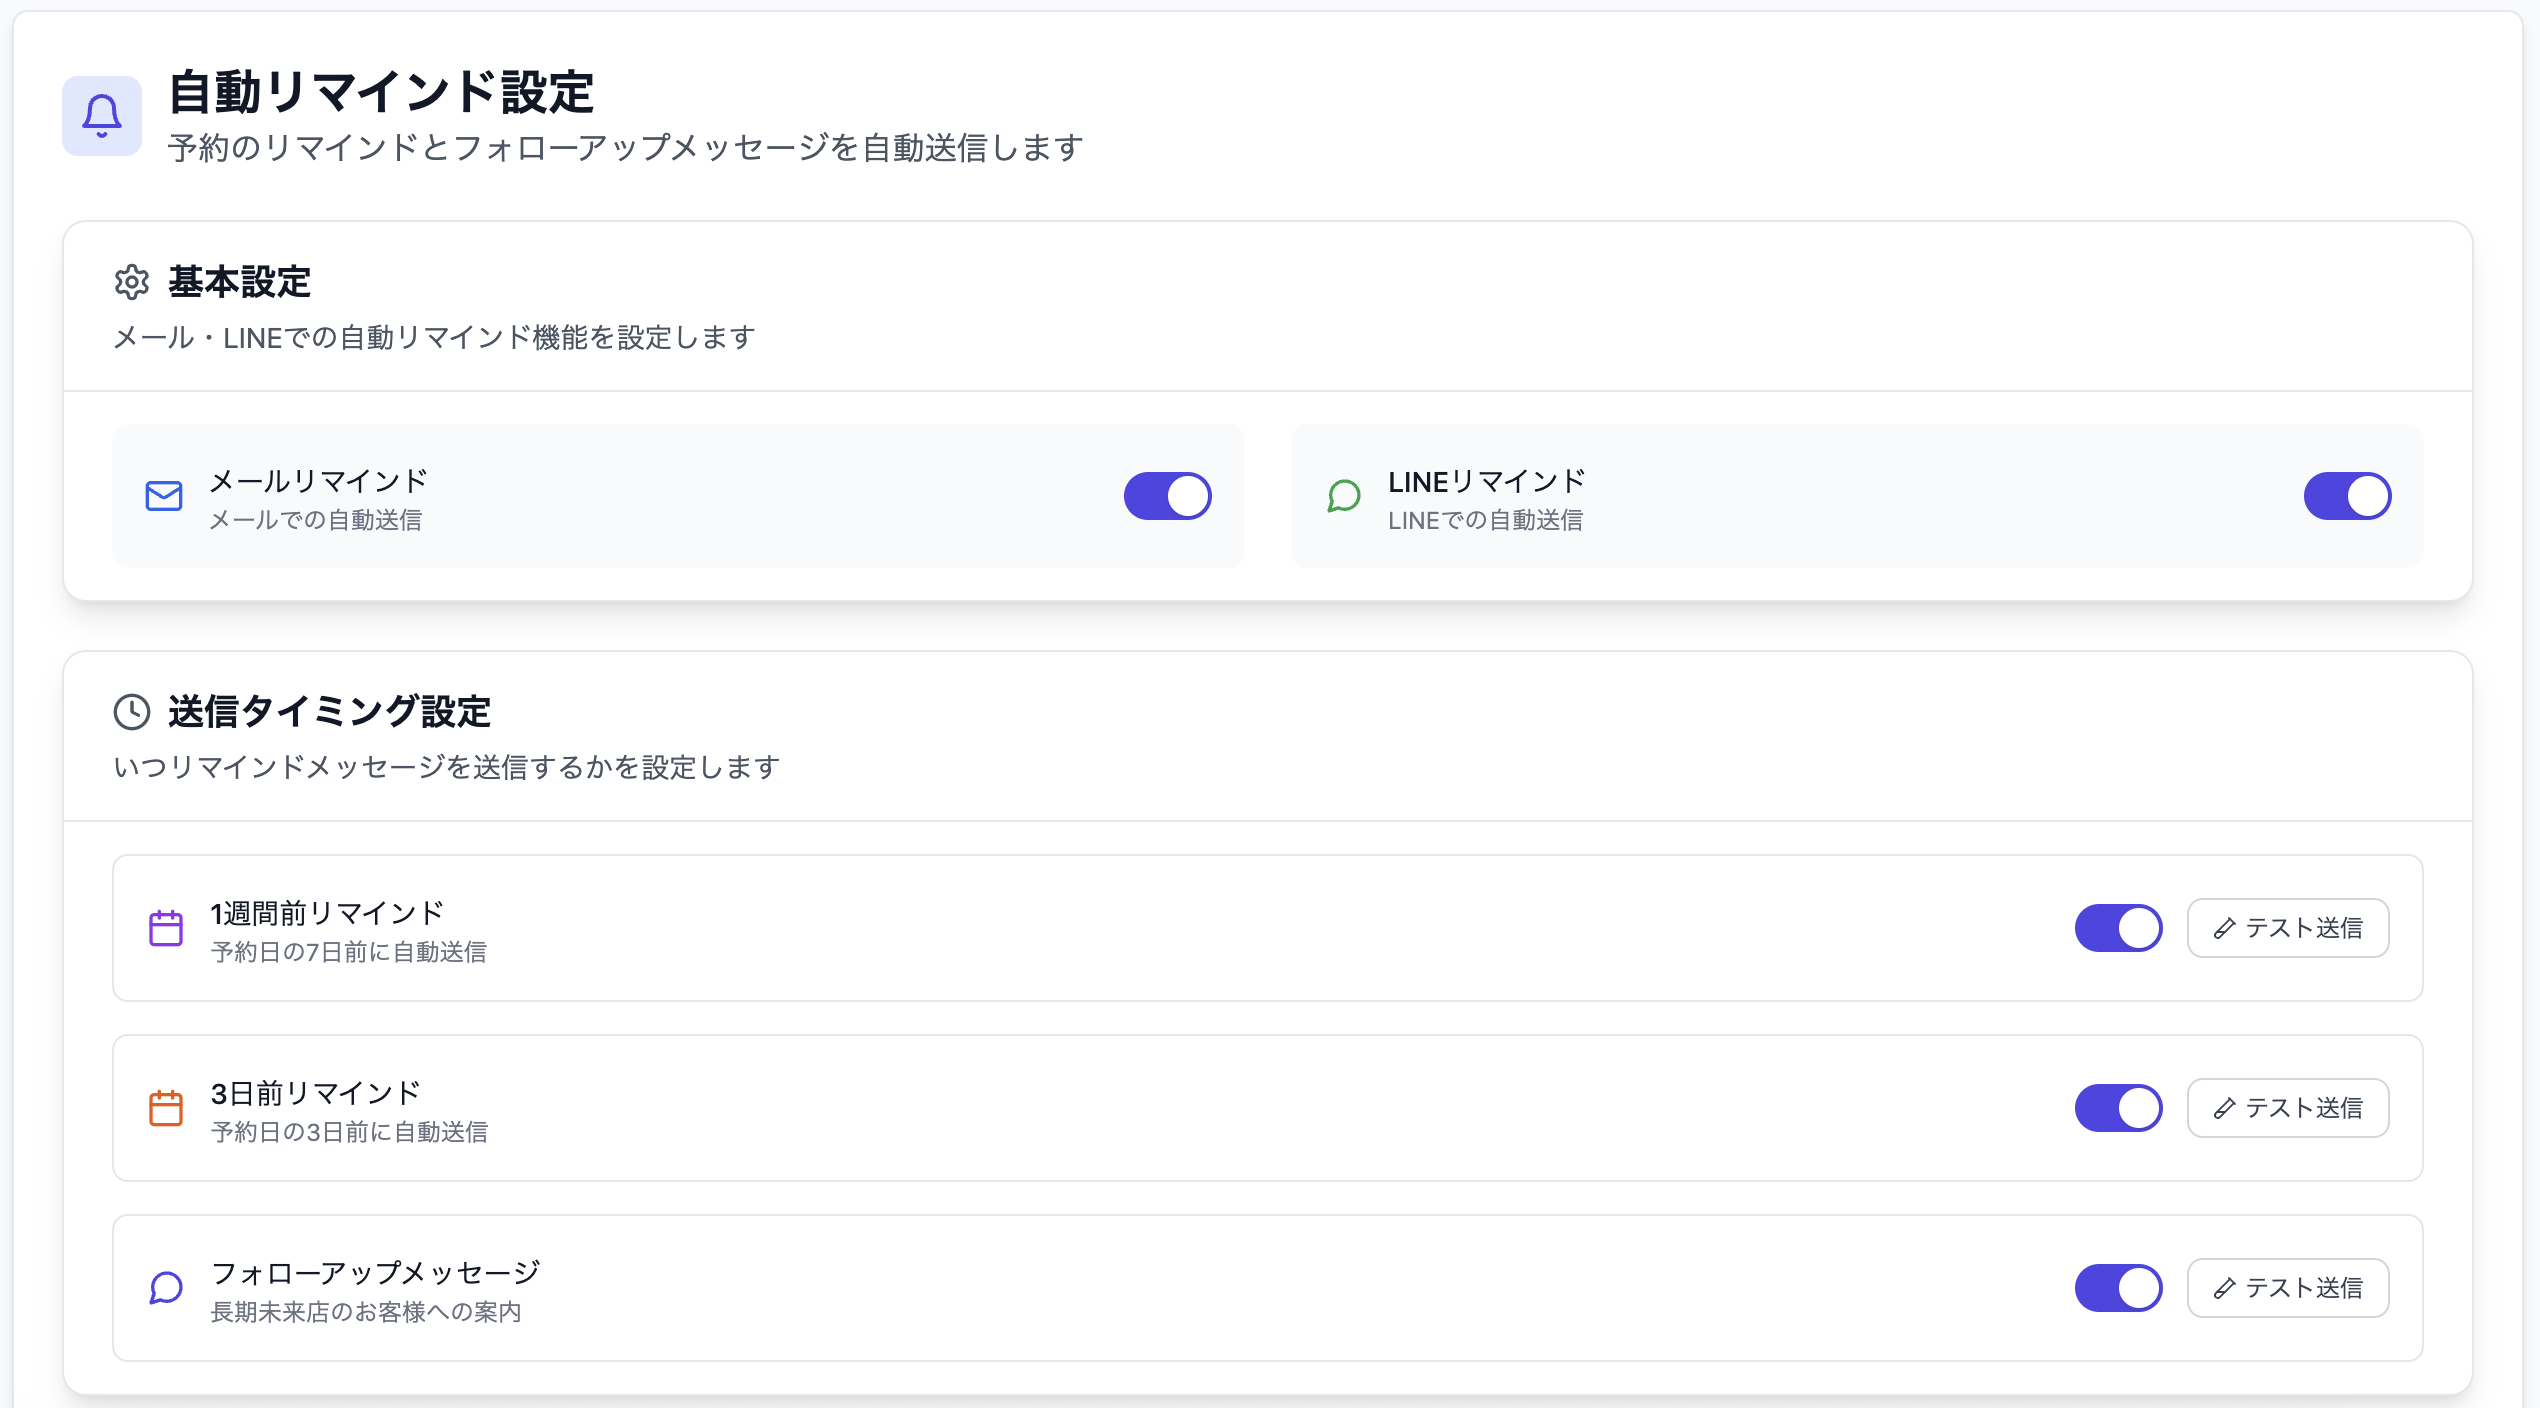 自動リマインド設定
予約のリマインドとフォローアップメッセージを自動送信します
基本設定
メール・LINEでの自動リマインド機能を設定します
メールリマインド
メールでの自動送信
LINEリマインド
LINEでの自動送信
送信タイミング設定
いつリマインドメッセージを送信するかを設定します
1週間前リマインド
予約日の7日前に自動送信
テスト送信
3日前リマインド
予約日の3日前に自動送信
テスト送信
フォローアップメッセージ
長期未来店のお客様への案内
テスト送信